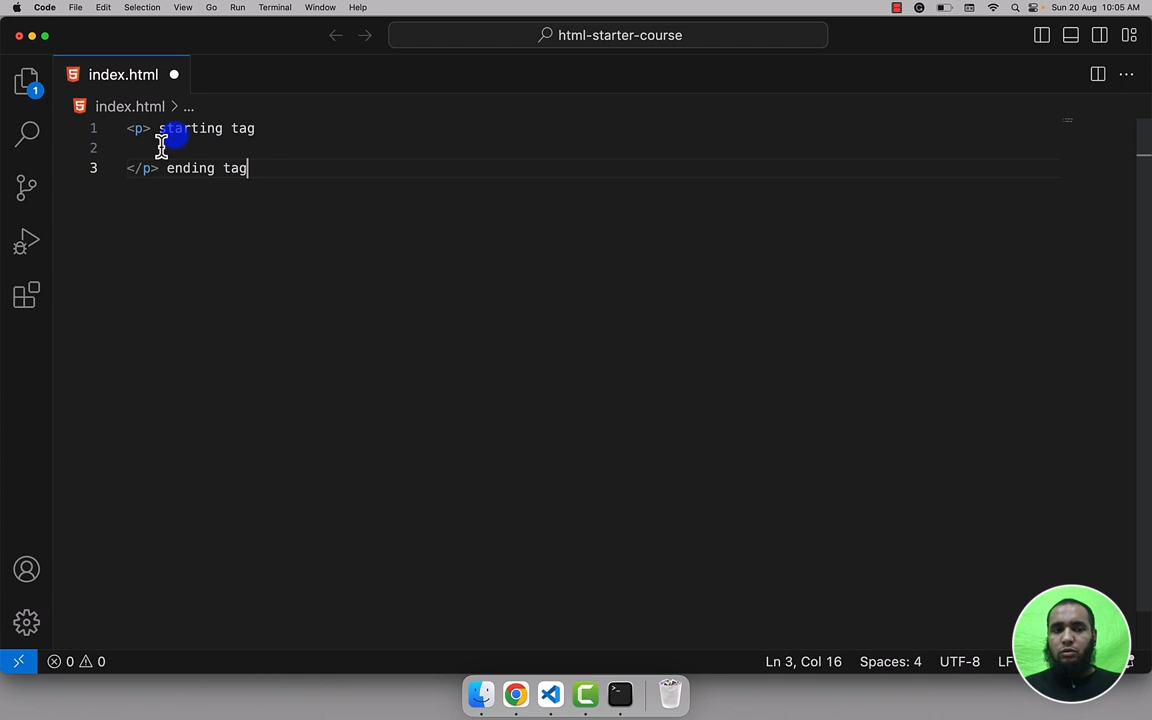 Code File Edit Selection View Go Run Terminal Window Help Sun 20 Aug 10:05 AM
html-starter-course
index.html
1
index.html > ...
1 <p> starting tag
2
3 </p> ending tag
0 0 Ln 3, Col 16 Spaces: 4 UTF-8 LF